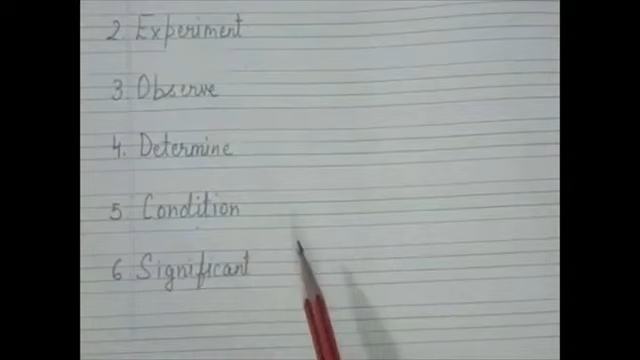 2. Experiment
3. Observe
4. Determine
5 Condition
6 Significant